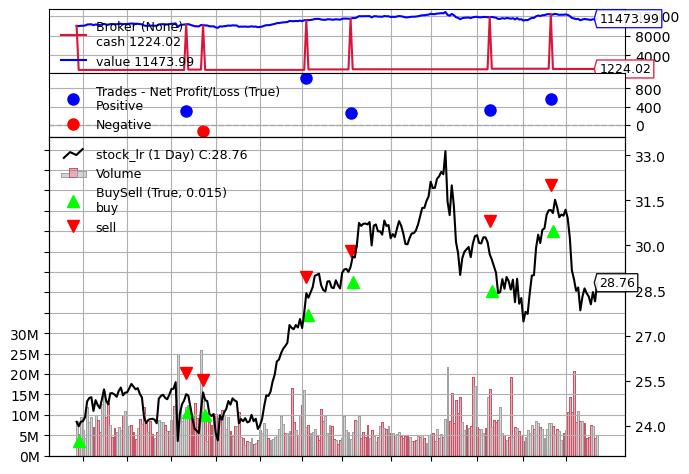 Broker (None)
cash 1224.02
value 11473.99
11473.99
8000
4000
1224.02
Trades - Net Profit/Loss (True)
Positive
Negative
800
400
0
stock_lr (1 Day) C:28.76
Volume
BuySell (True, 0.015)
buy
sell
33.0
31.5
30.0
28.76
28.5
27.0
25.5
24.0
30M
25M
20M
15M
10M
5M
0M